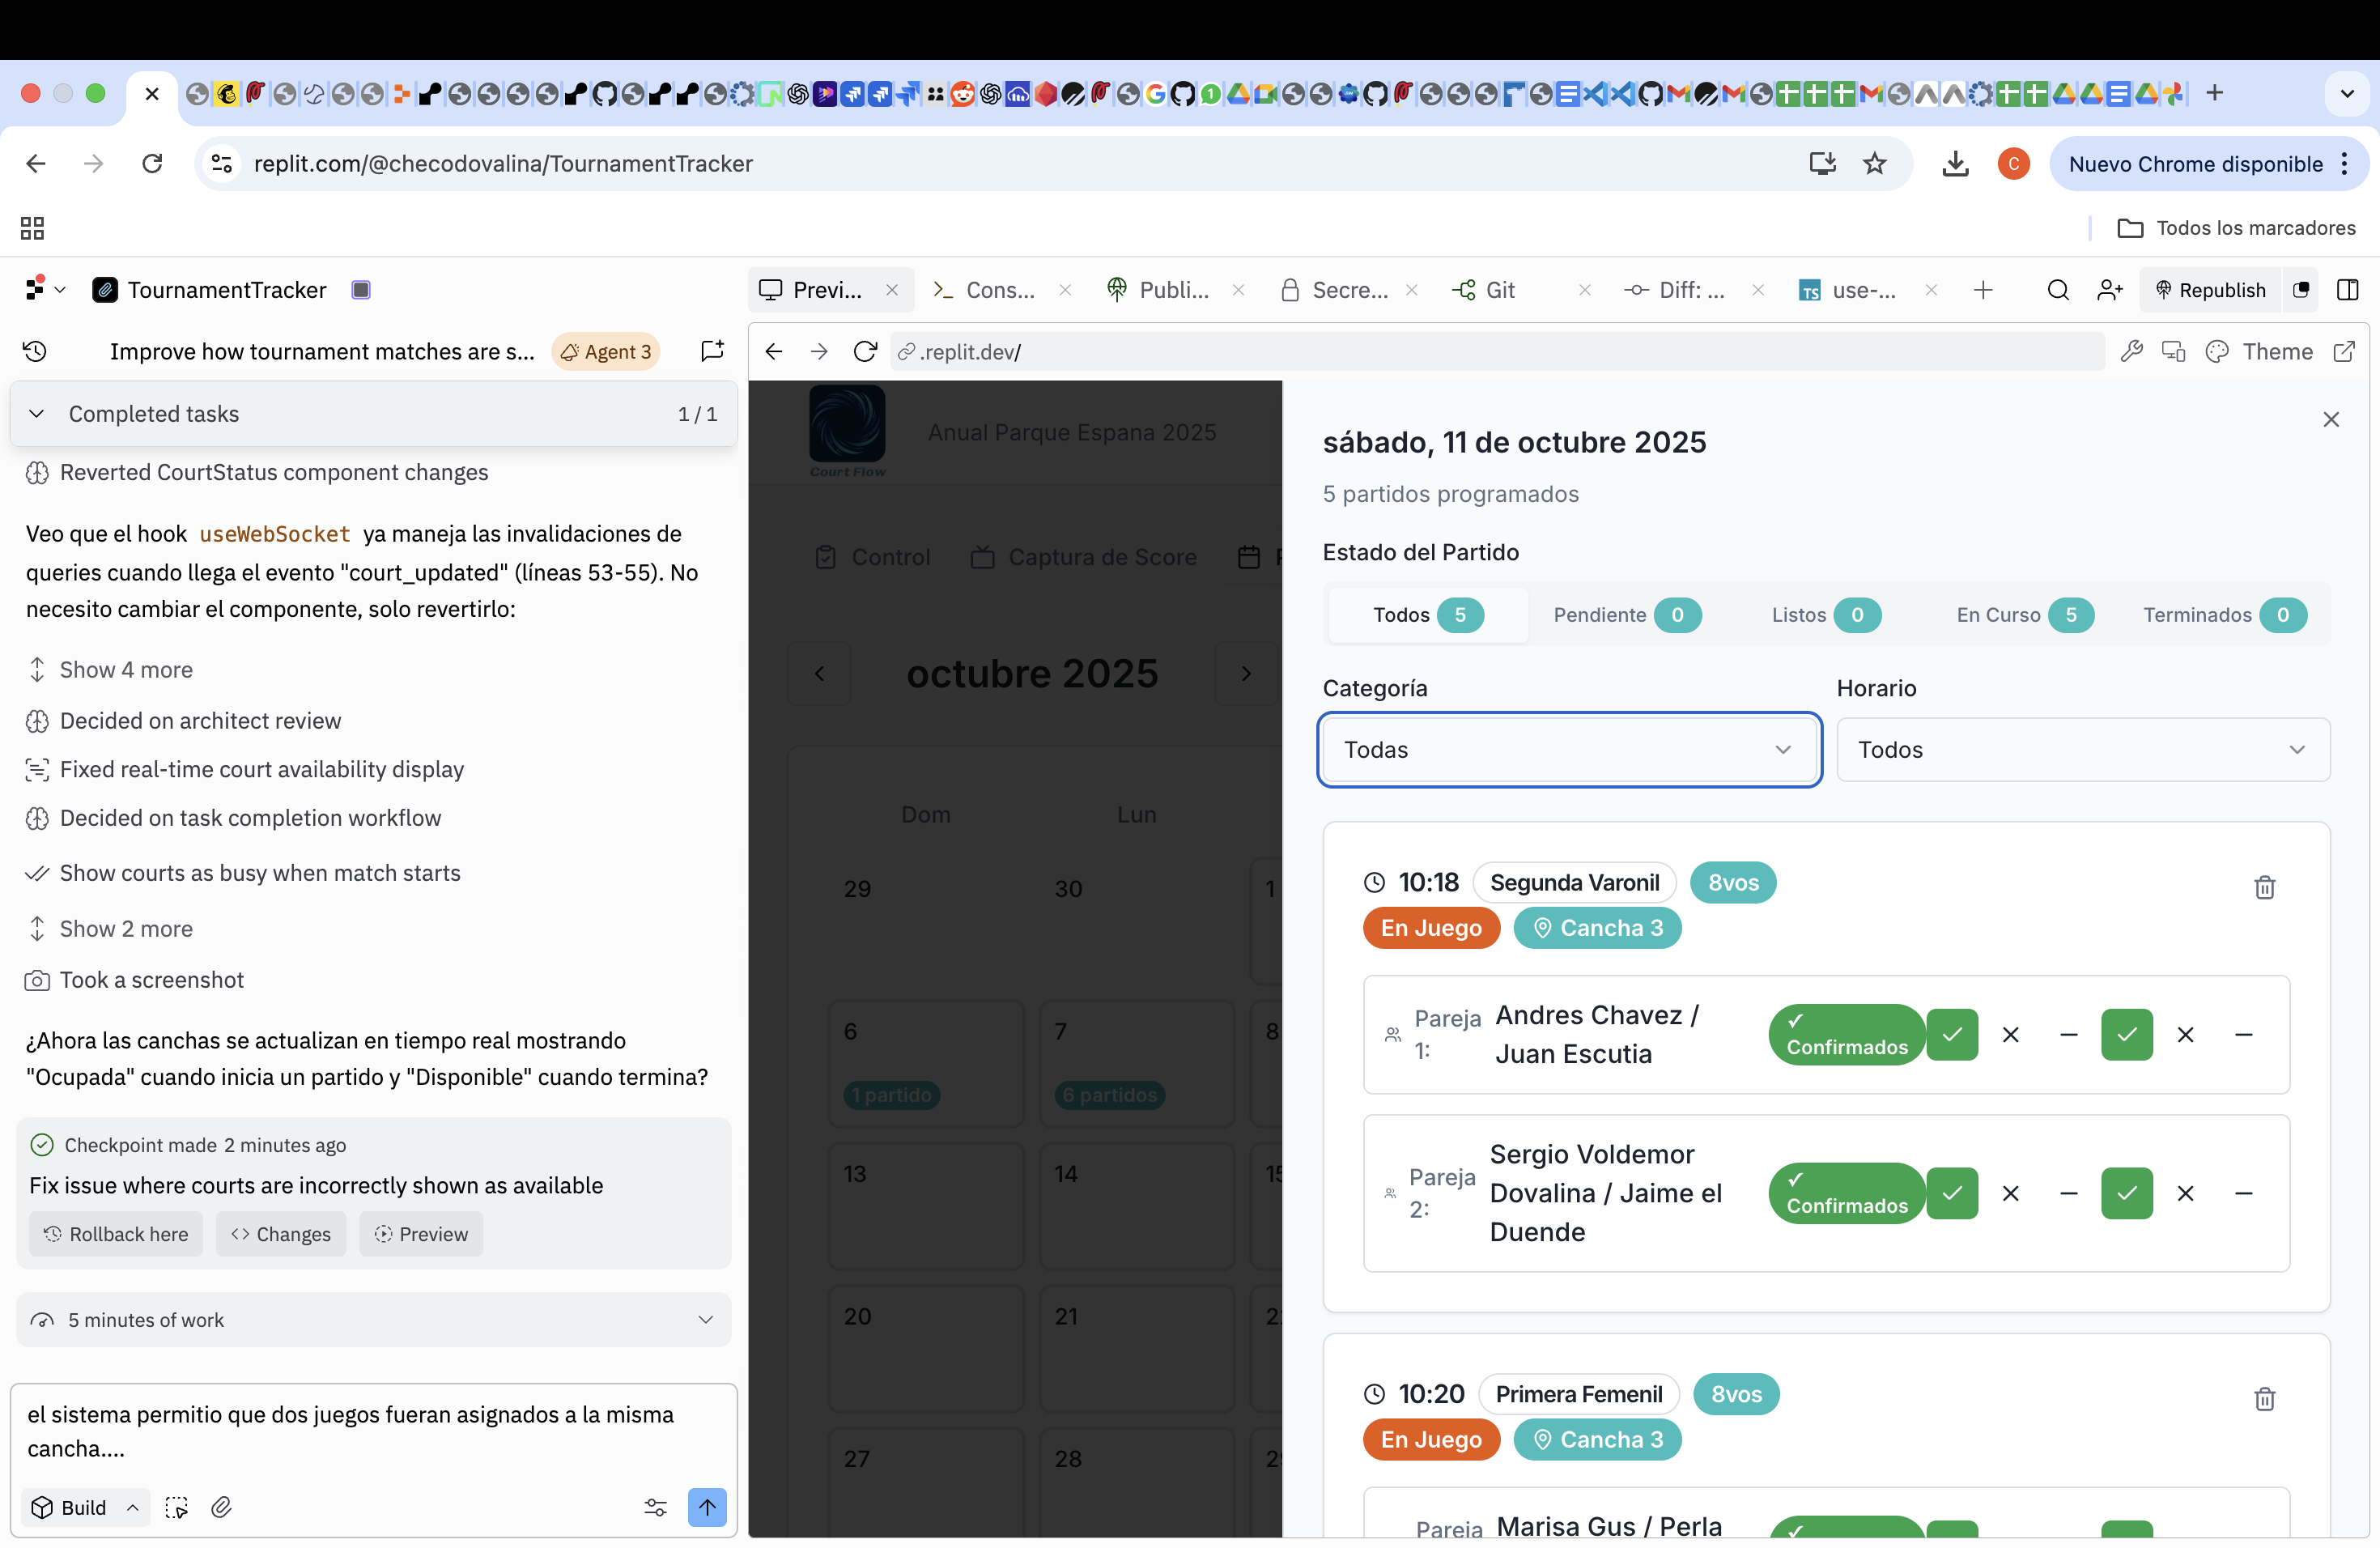 replit.com/@checodovalina/TournamentTracker
C
Nuevo Chrome disponible
Todos los marcadores
TournamentTracker
Previ...
Cons...
Publi...
Secre...
Git
Diff: ...
TS use-...
Republish
Improve how tournament matches are s...
Agent 3
.replit.dev/
Theme
Completed tasks
1 / 1
Reverted CourtStatus component changes
Veo que el hook useWebSocket ya maneja las invalidaciones de
queries cuando llega el evento "court_updated" (líneas 53-55). No
necesito cambiar el componente, solo revertirlo:
Show 4 more
Decided on architect review
Fixed real-time court availability display
Decided on task completion workflow
Show courts as busy when match starts
Show 2 more
Took a screenshot
¿Ahora las canchas se actualizan en tiempo real mostrando
"Ocupada" cuando inicia un partido y "Disponible" cuando termina?
Checkpoint made 2 minutes ago
Fix issue where courts are incorrectly shown as available
Rollback here
Changes
Preview
5 minutes of work
el sistema permitio que dos juegos fueran asignados a la misma
cancha....
Build
Court Flow
Anual Parque Espana 2025
Control
Captura de Score
octubre 2025
Dom
Lun
29
30
1
6
7
8
1 partido
6 partidos
13
14
15
20
21
22
27
28
29
sábado, 11 de octubre 2025
5 partidos programados
Estado del Partido
Todos 5
Pendiente 0
Listos 0
En Curso 5
Terminados 0
Categoría
Horario
Todas
Todos
10:18 Segunda Varonil 8vos
En Juego Cancha 3
Pareja
1:
Andres Chavez /
Juan Escutia
✓
Confirmados
Pareja
2:
Sergio Voldemor
Dovalina / Jaime el
Duende
✓
Confirmados
10:20 Primera Femenil 8vos
En Juego Cancha 3
Pareja
Marisa Gus / Perla